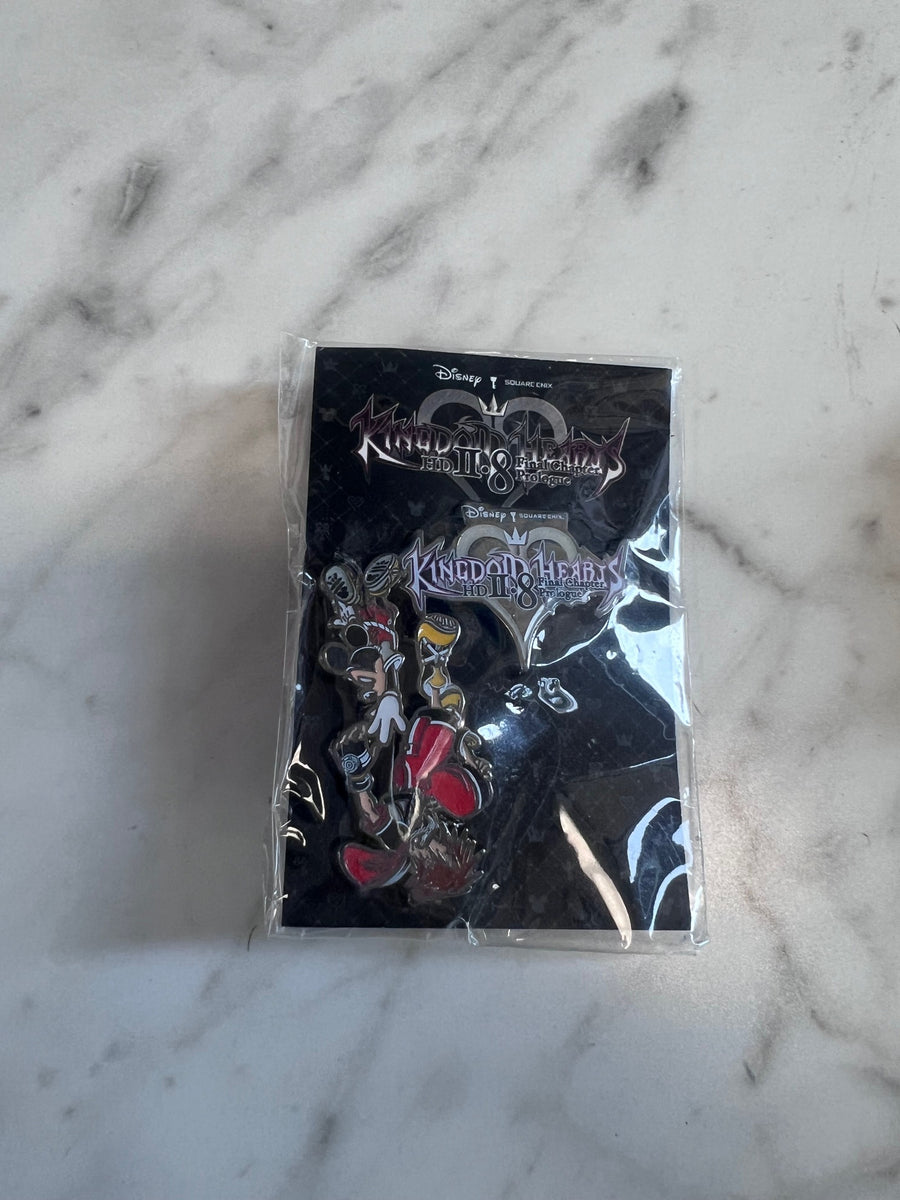 Disney SQUARE ENIX
KINGDOM HEARTS
HD II.8 Final Chapter
Prologue
Disney SQUARE ENIX
KINGDOM HEARTS
HD II.8 Final Chapter
Prologue